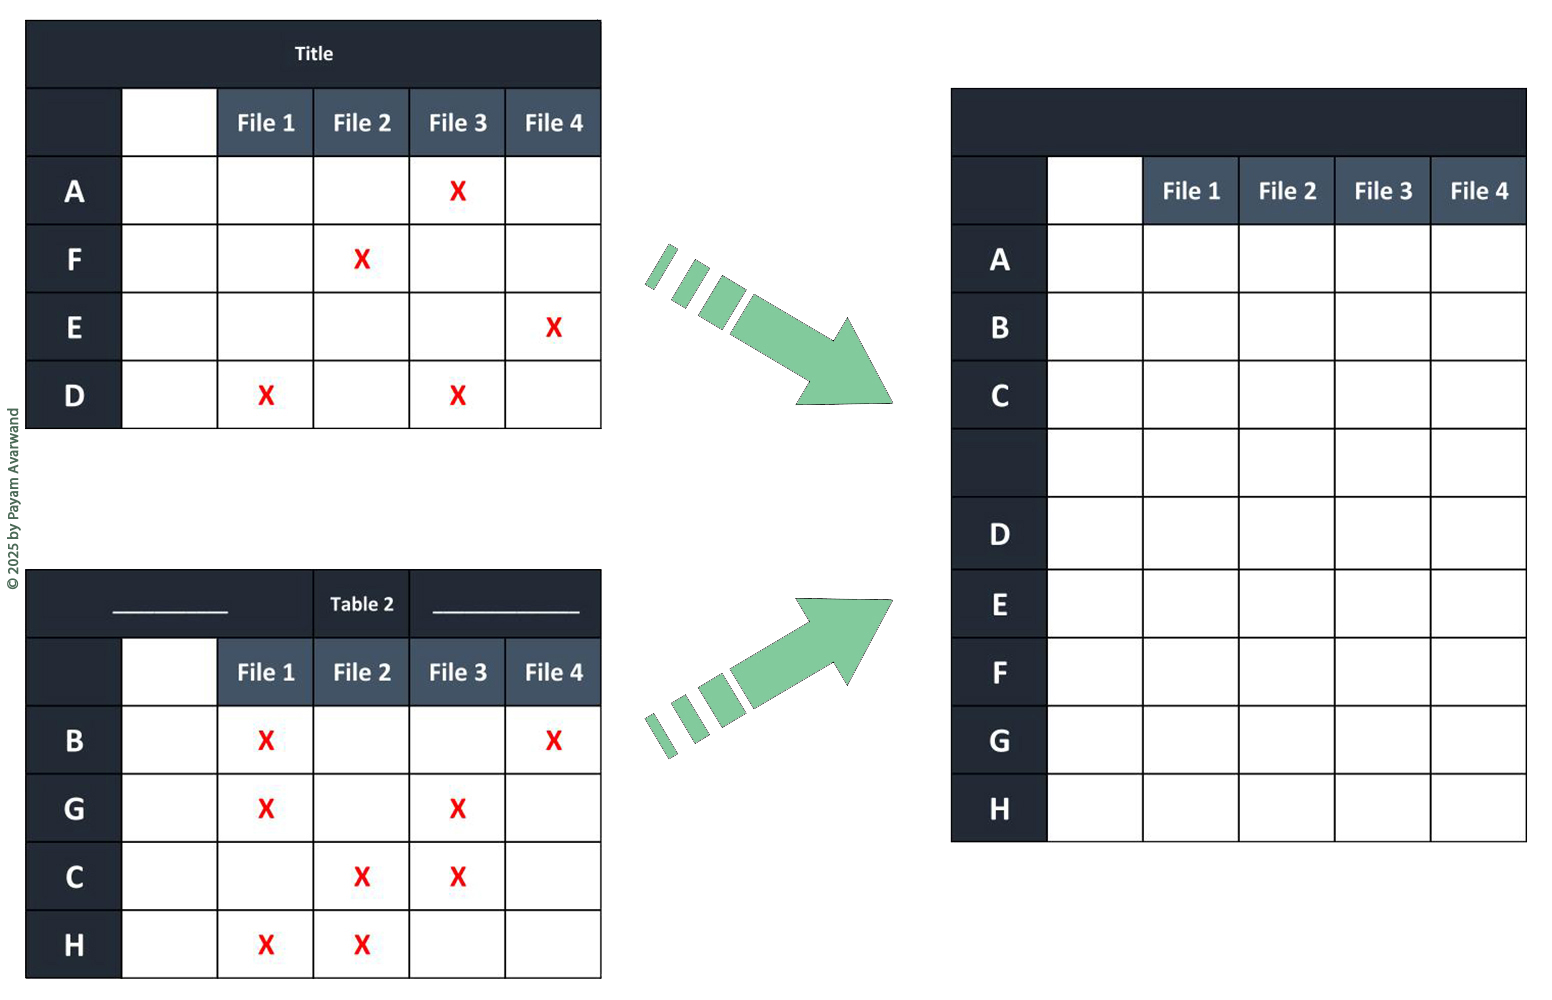 Title
File 1 File 2 File 3 File 4
A X
F X
E X
D X X
__________ Table 2 _____________
File 1 File 2 File 3 File 4
B X X
G X X
C X X
H X X
File 1 File 2 File 3 File 4
A
B
C
D
E
F
G
H
© 2025 by Payam Avarwand